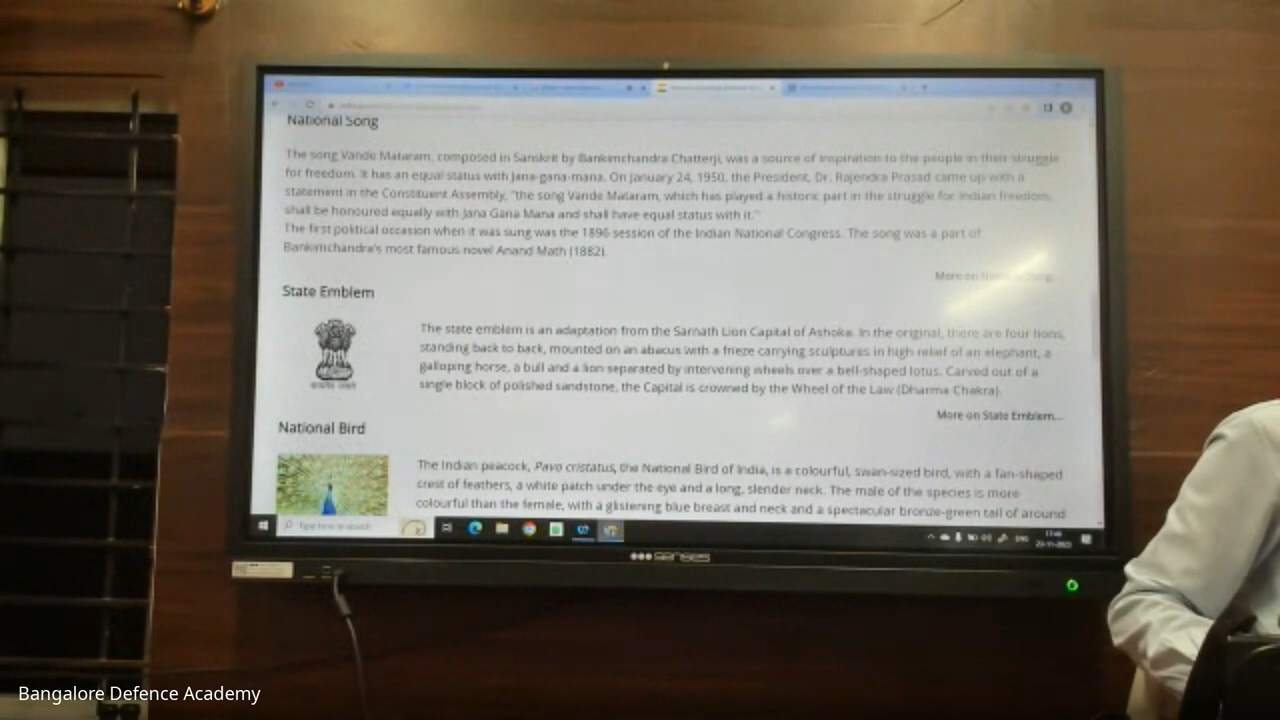 National Song
The song Vande Mataram, composed in Sanskrit by Bankimchandra Chatterji, was a source of inspiration to the people in their struggle
for freedom. It has an equal status with Jana-gana-mana. On January 24, 1950, the President, Dr. Rajendra Prasad came up with a
statement in the Constituent Assembly, "the song Vande Mataram, which has played a historic part in the struggle for Indian freedom,
shall be honoured equally with Jana Gana Mana and shall have equal status with it."
The first political occasion when it was sung was the 1896 session of the Indian National Congress. The song was a part of
Bankimchandra's most famous novel Anand Math (1882).
More on
State Emblem
The state emblem is an adaptation from the Sarnath Lion Capital of Ashoka. In the original, there are four lions,
standing back to back, mounted on an abacus with a frieze carrying sculptures in high relief of an elephant, a
galloping horse, a bull and a lion separated by intervening wheels over a bell-shaped lotus. Carved out of a
single block of polished sandstone, the Capital is crowned by the Wheel of the Law (Dharma Chakra).
More on State Emblem...
National Bird
The Indian peacock, Pavo cristatus, the National Bird of India, is a colourful, swan-sized bird, with a fan-shaped
crest of feathers, a white patch under the eye and a long, slender neck. The male of the species is more
colourful than the female, with a glistening blue breast and neck and a spectacular bronze-green tail of around
Type here to search
ENG
Bangalore Defence Academy